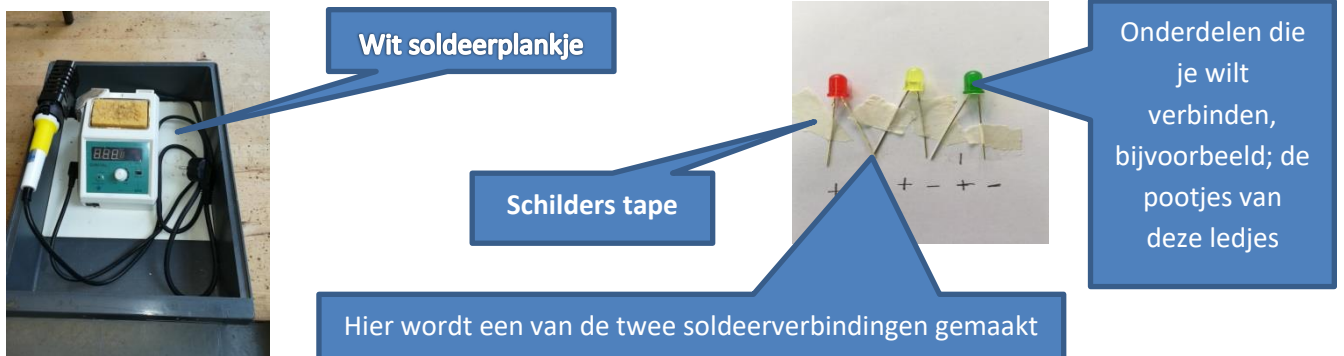 Wit soldeerplankje
Schilders tape
Onderdelen die
je wilt
verbinden,
bijvoorbeeld; de
pootjes van
deze ledjes
+ + - + -
Hier wordt een van de twee soldeerverbindingen gemaakt